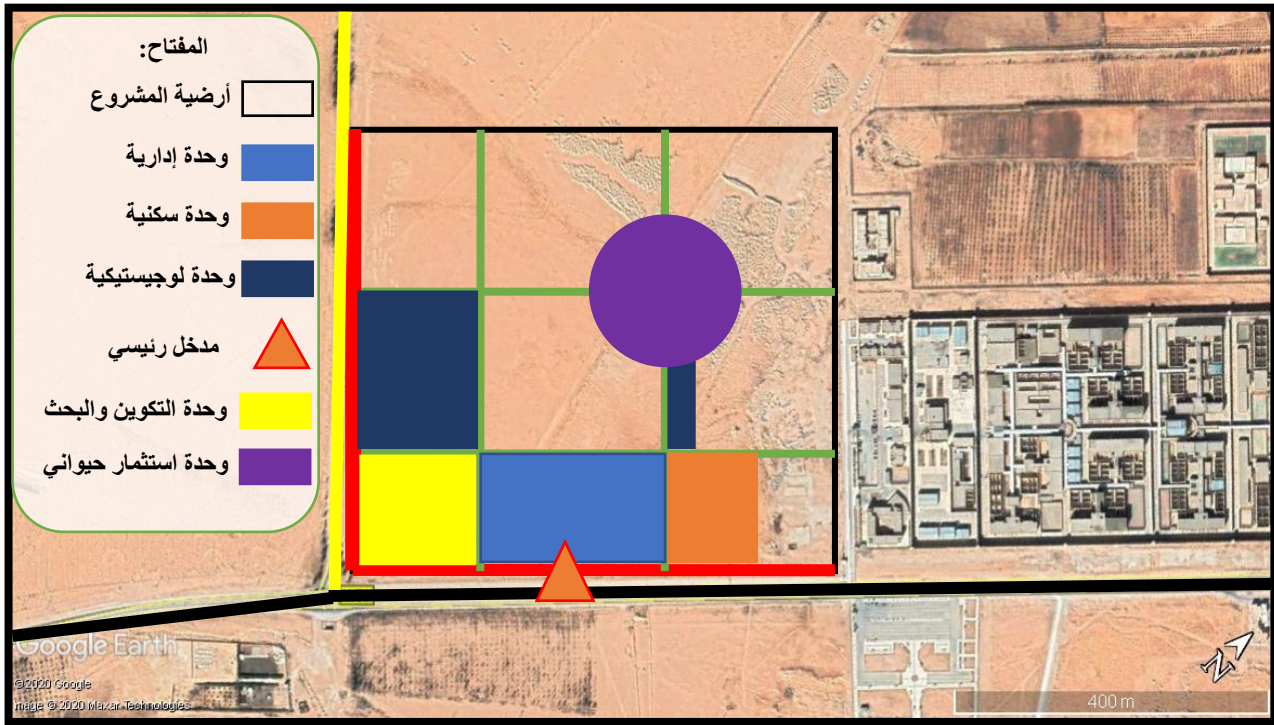 المفتاح:
أرضية المشروع
وحدة إدارية
وحدة سكنية
وحدة لوجيستيكية
مدخل رئيسي
وحدة التكوين والبحث
وحدة استثمار حيواني
Google Earth
©2020 Google
mage © 2020 Maxar Technologies
N
400 m